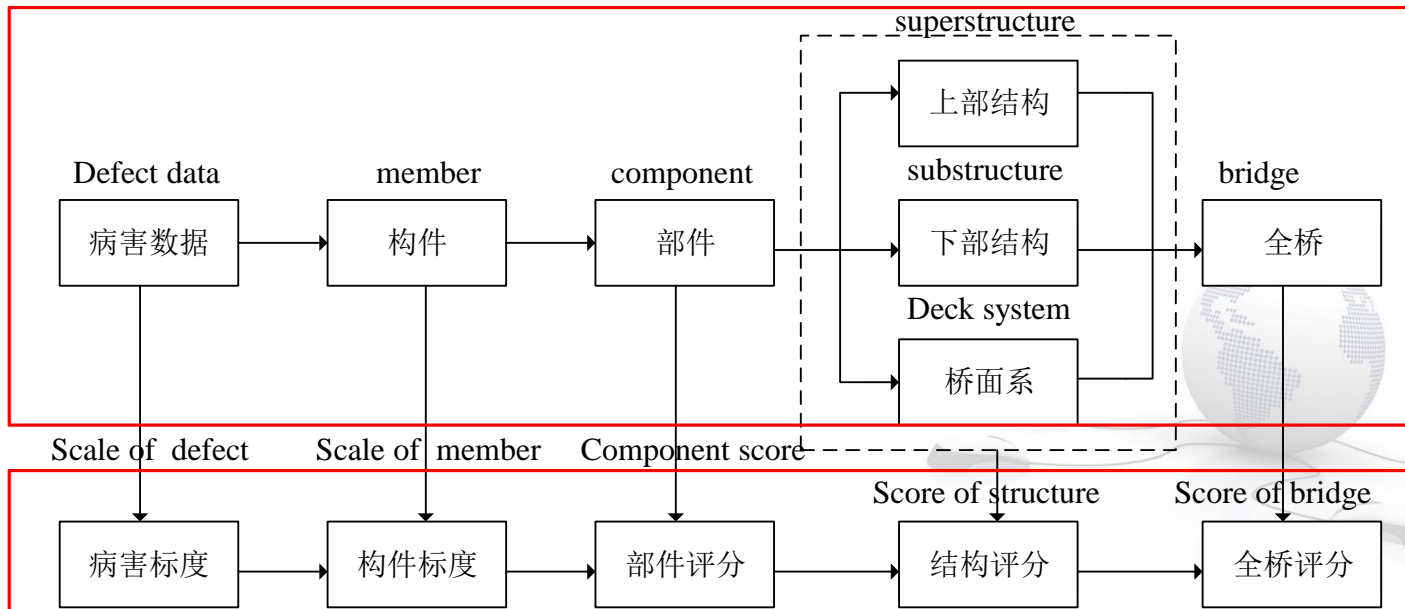 superstructure
上部结构
Defect data
member
component
substructure
bridge
病害数据
构件
部件
下部结构
全桥
Deck system
桥面系
Scale of  defect
Scale of  member
Component score
Score of structure
Score of bridge
病害标度
构件标度
部件评分
结构评分
全桥评分